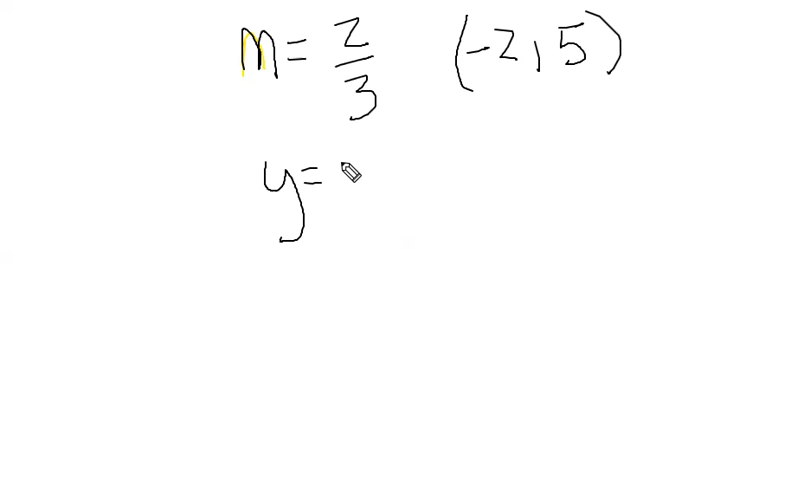 m = 2/3 (-2, 5)
y =